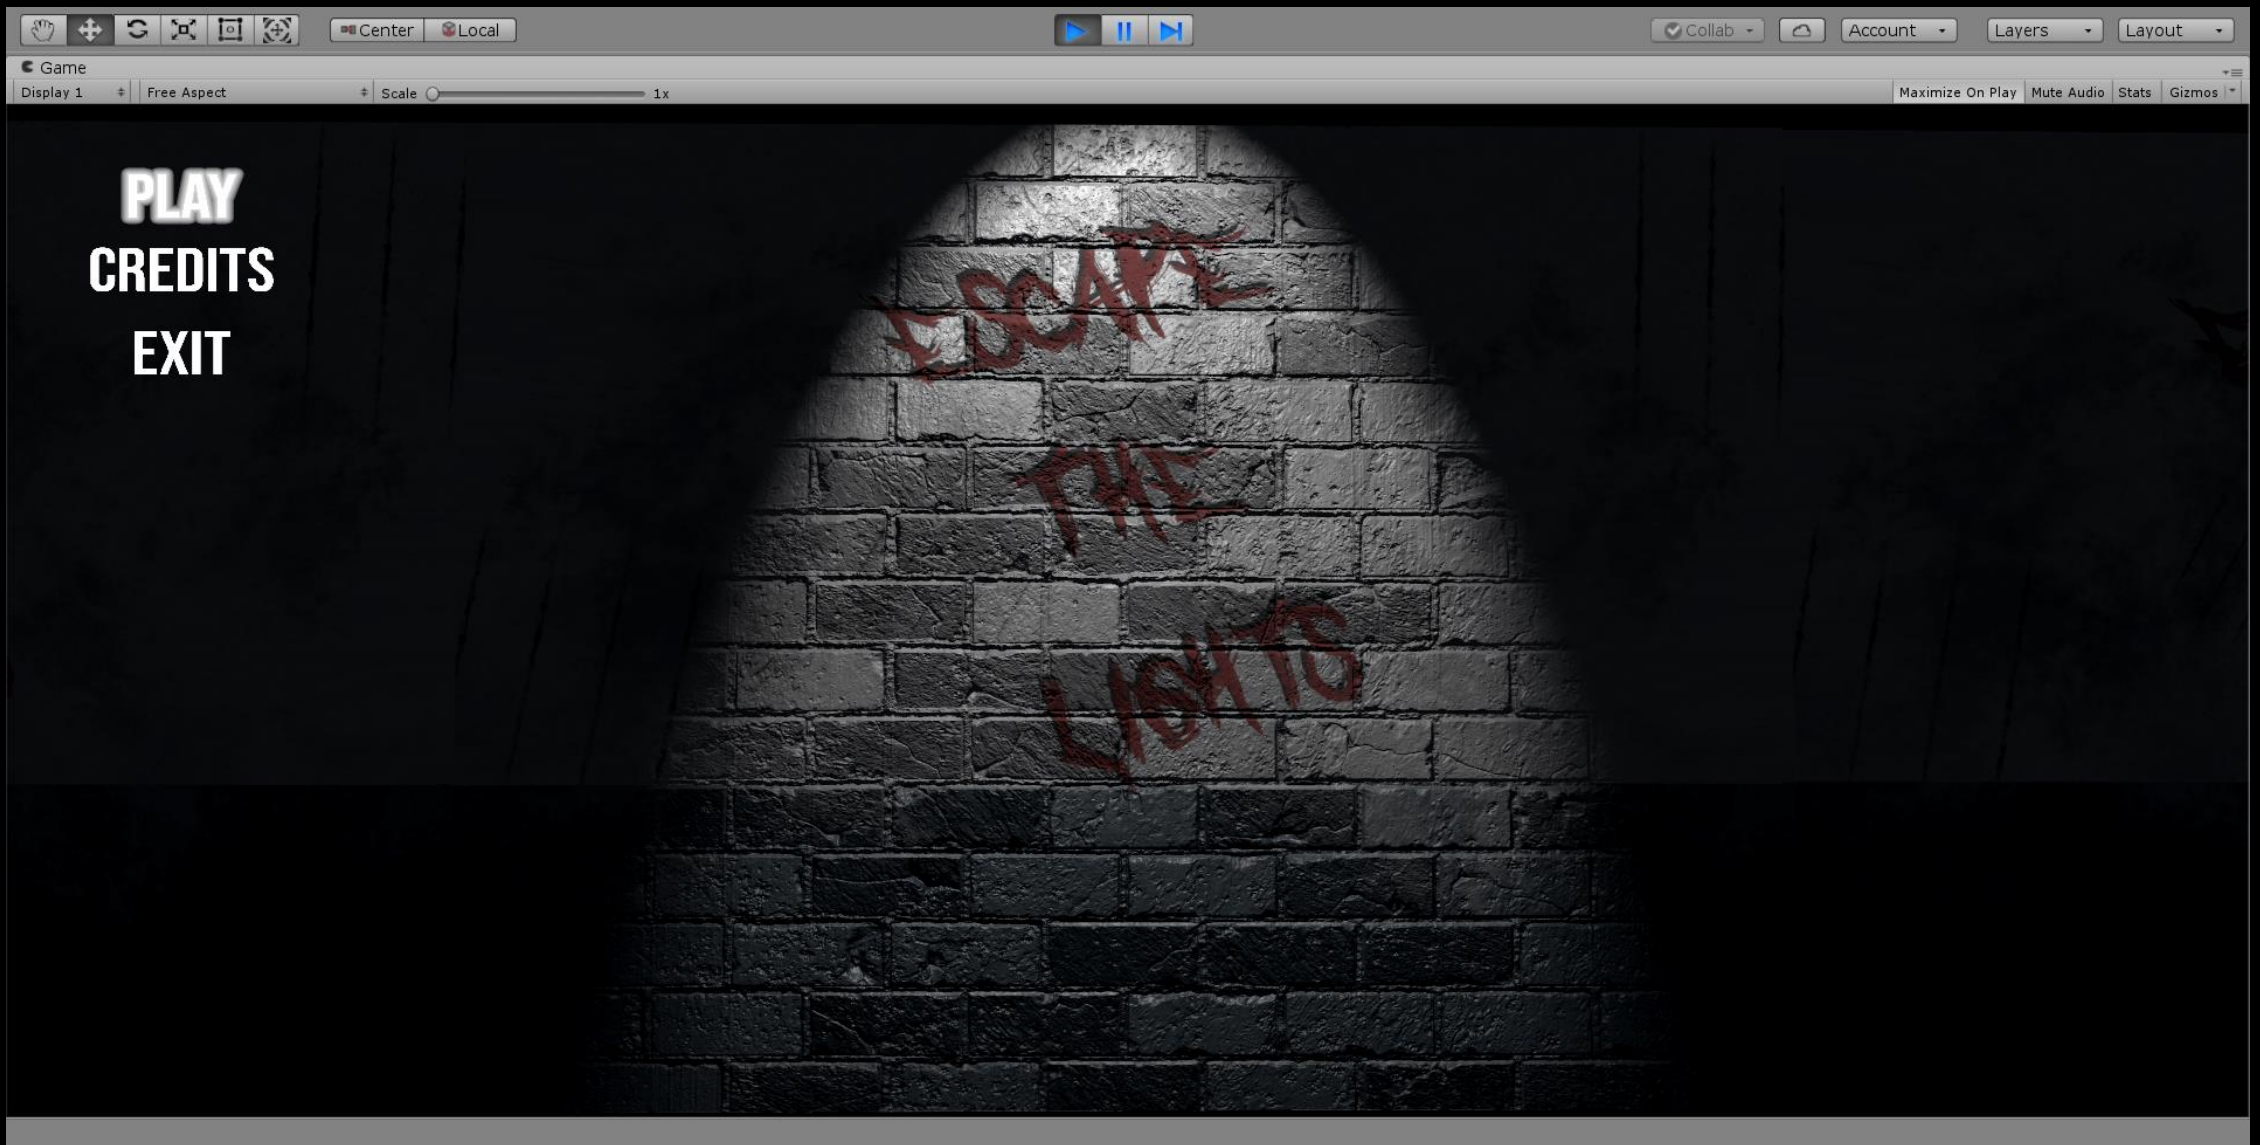 Center Local Collab Account Layers Layout
Game
Display 1 Free Aspect Scale 1x Maximize On Play Mute Audio Stats Gizmos
PLAY
CREDITS
EXIT
ESCAPE
THE
LIGHTS